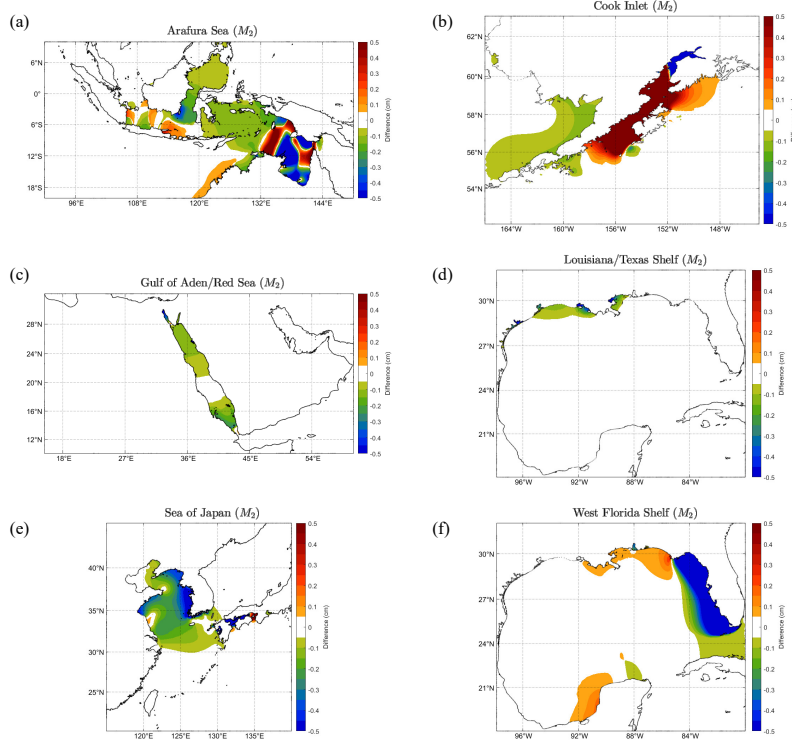 (a)
Arafura Sea (M₂)
6°N
0°
6°S
12°S
18°S
96°E 108°E 120°E 132°E 144°E
0.5
0.4
0.3
0.2
0.1
0
-0.1
-0.2
-0.3
-0.4
-0.5
Difference (cm)
(b)
Cook Inlet (M₂)
62°N
60°N
58°N
56°N
54°N
164°W 160°W 156°W 152°W 148°W
0.5
0.4
0.3
0.2
0.1
0
-0.1
-0.2
-0.3
-0.4
-0.5
(c)
Gulf of Aden/Red Sea (M₂)
28°N
24°N
20°N
16°N
12°N
18°E 27°E 36°E 45°E 54°E
0.5
0.4
0.3
0.2
0.1
0
-0.1
-0.2
-0.3
-0.4
-0.5
Difference (cm)
(d)
Louisiana/Texas Shelf (M₂)
30°N
27°N
24°N
21°N
96°W 92°W 88°W 84°W
0.5
0.4
0.3
0.2
0.1
0
-0.1
-0.2
-0.3
-0.4
-0.5
Difference (cm)
(e)
Sea of Japan (M₂)
40°N
35°N
30°N
25°N
120°E 125°E 130°E 135°E
0.5
0.4
0.3
0.2
0.1
0
-0.1
-0.2
-0.3
-0.4
-0.5
Difference (cm)
(f)
West Florida Shelf (M₂)
30°N
27°N
24°N
21°N
96°W 92°W 88°W 84°W
0.5
0.4
0.3
0.2
0.1
0
-0.1
-0.2
-0.3
-0.4
-0.5
Difference (cm)